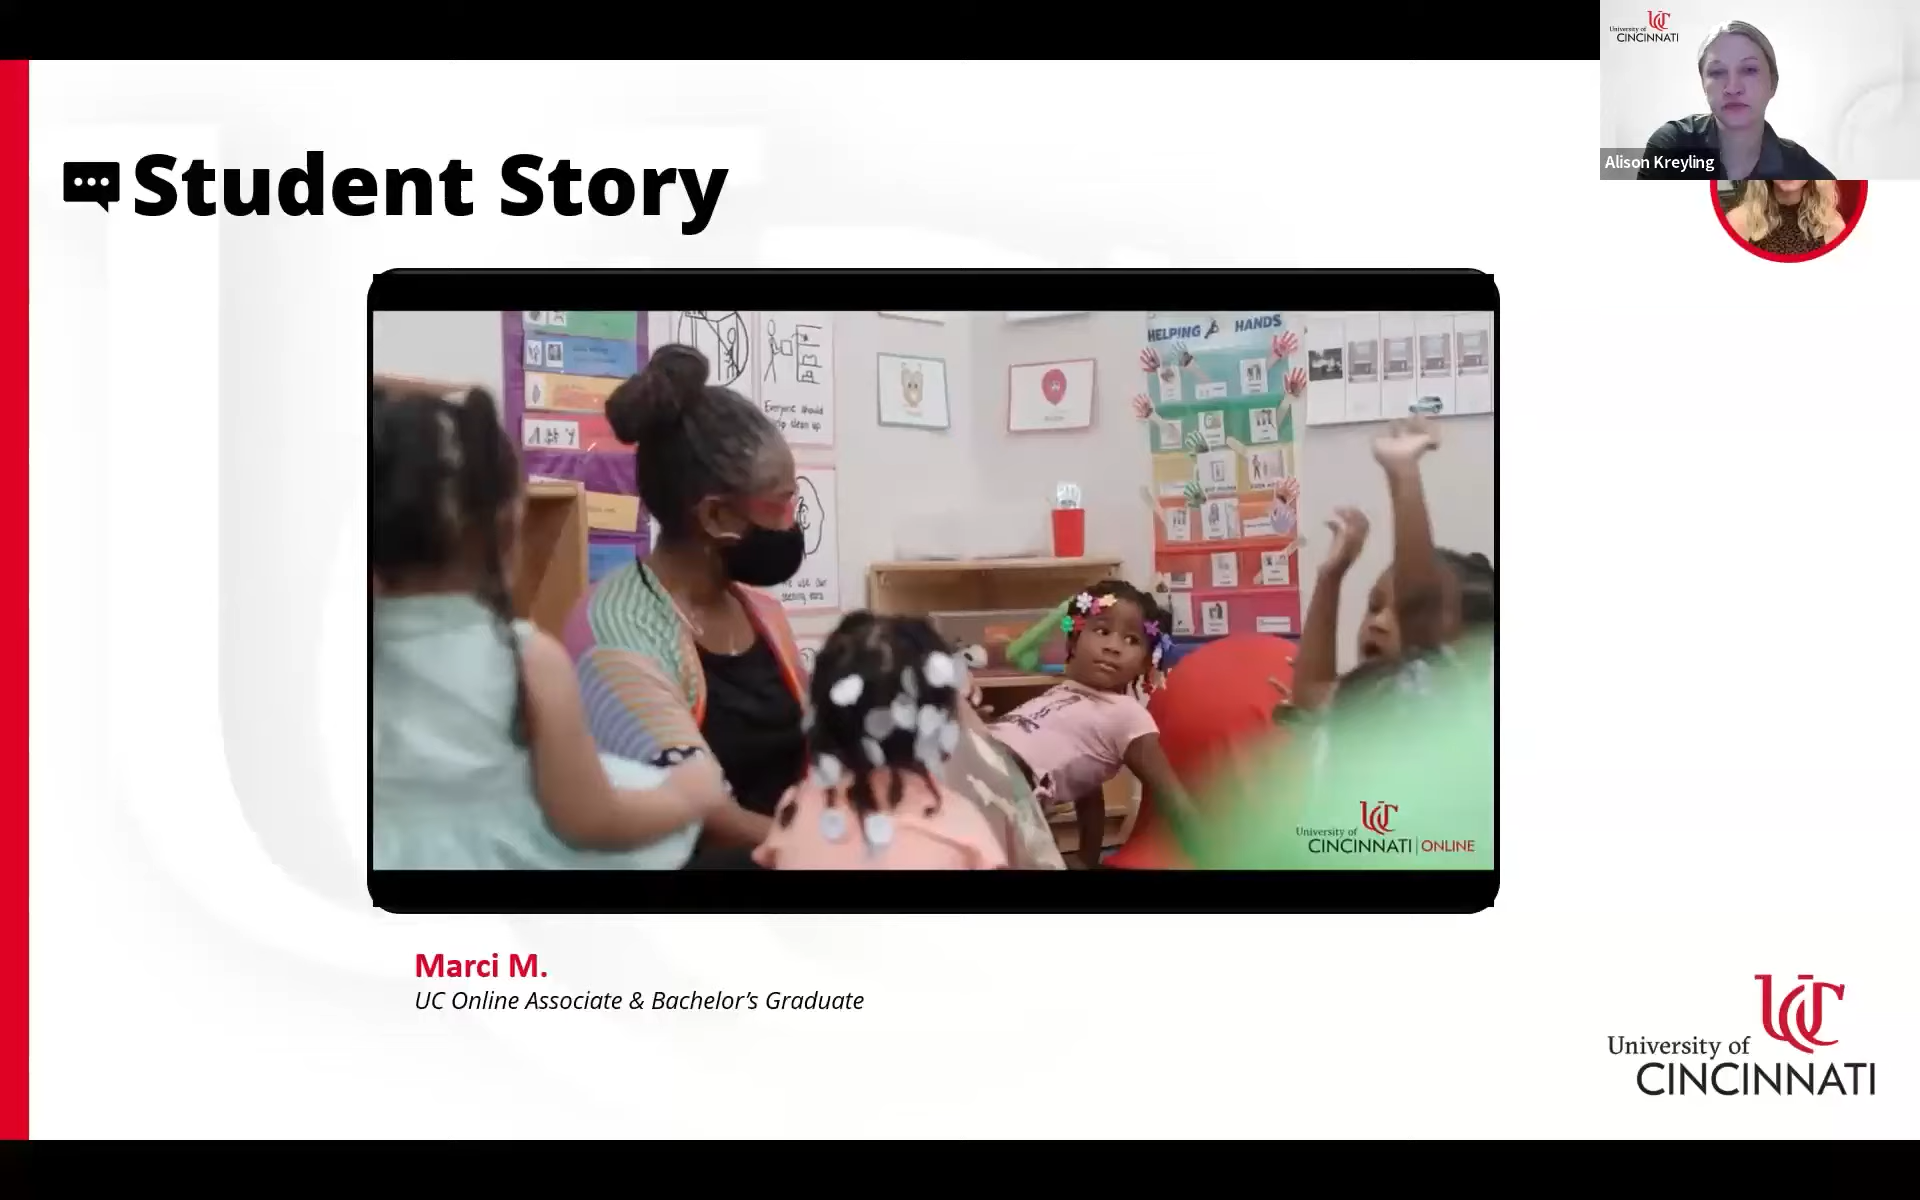 University of
CINCINNATI
Alison Kreyling
Student Story
HELPING HANDS
Everyone should
help clean up
University of
CINCINNATI | ONLINE
Marci M.
UC Online Associate & Bachelor's Graduate
University of
CINCINNATI